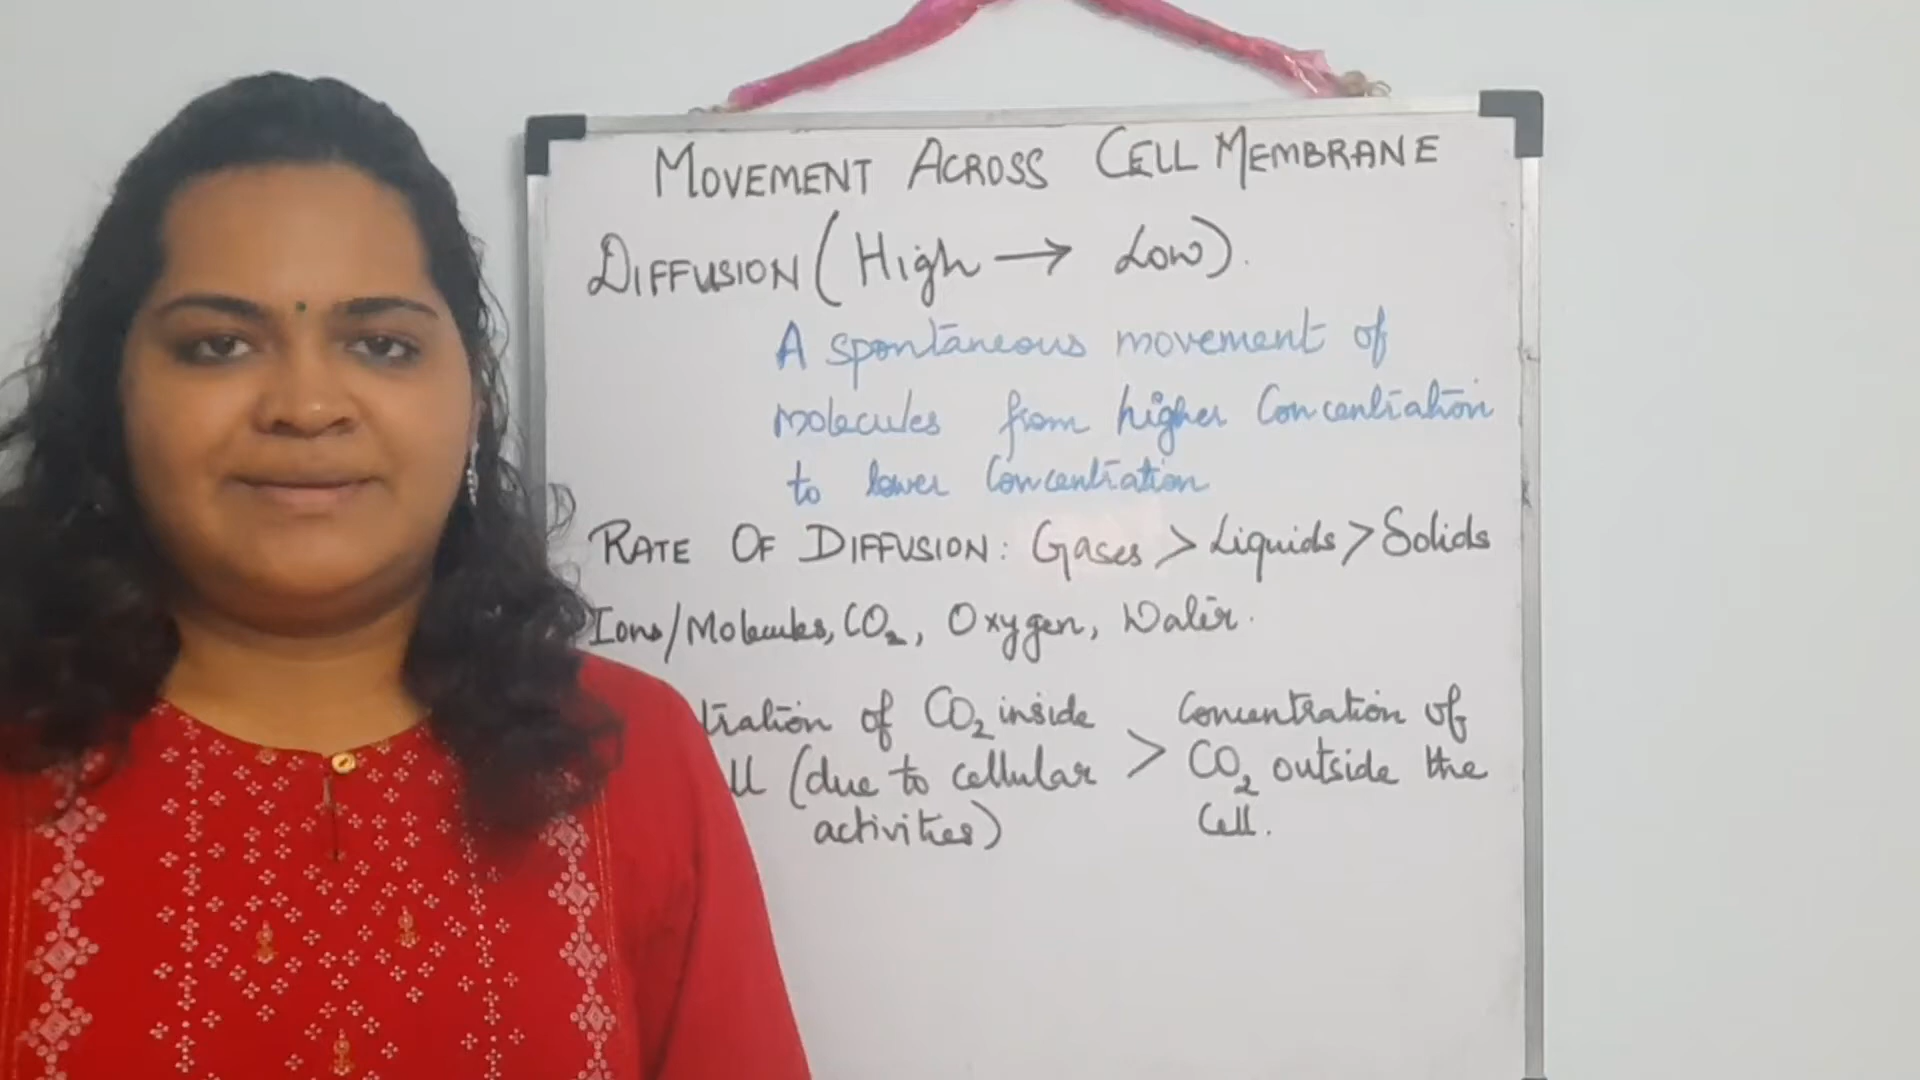 MOVEMENT ACROSS CELL MEMBRANE
DIFFUSION (High → Low).
A spontaneous movement of
molecules from higher Concentration
to lower Concentration
RATE OF DIFFUSION: Gases > Liquids > Solids
Ions/Molecules, CO₂, Oxygen, Water.
tration of CO₂ inside > Concentration of
ll (due to cellular CO₂ outside the
activities) Cell.